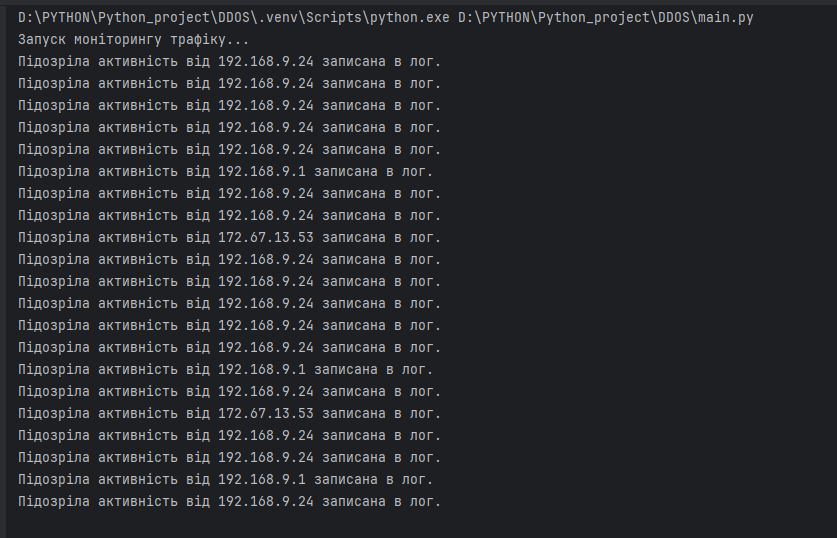 D:\PYTHON\Python_project\DDOS\.venv\Scripts\python.exe D:\PYTHON\Python_project\DDOS\main.py
Запуск моніторингу трафіку...
Підозріла активність від 192.168.9.24 записана в лог.
Підозріла активність від 192.168.9.24 записана в лог.
Підозріла активність від 192.168.9.24 записана в лог.
Підозріла активність від 192.168.9.24 записана в лог.
Підозріла активність від 192.168.9.24 записана в лог.
Підозріла активність від 192.168.9.1 записана в лог.
Підозріла активність від 192.168.9.24 записана в лог.
Підозріла активність від 192.168.9.24 записана в лог.
Підозріла активність від 172.67.13.53 записана в лог.
Підозріла активність від 192.168.9.24 записана в лог.
Підозріла активність від 192.168.9.24 записана в лог.
Підозріла активність від 192.168.9.24 записана в лог.
Підозріла активність від 192.168.9.24 записана в лог.
Підозріла активність від 192.168.9.24 записана в лог.
Підозріла активність від 192.168.9.1 записана в лог.
Підозріла активність від 192.168.9.24 записана в лог.
Підозріла активність від 172.67.13.53 записана в лог.
Підозріла активність від 192.168.9.24 записана в лог.
Підозріла активність від 192.168.9.24 записана в лог.
Підозріла активність від 192.168.9.1 записана в лог.
Підозріла активність від 192.168.9.24 записана в лог.